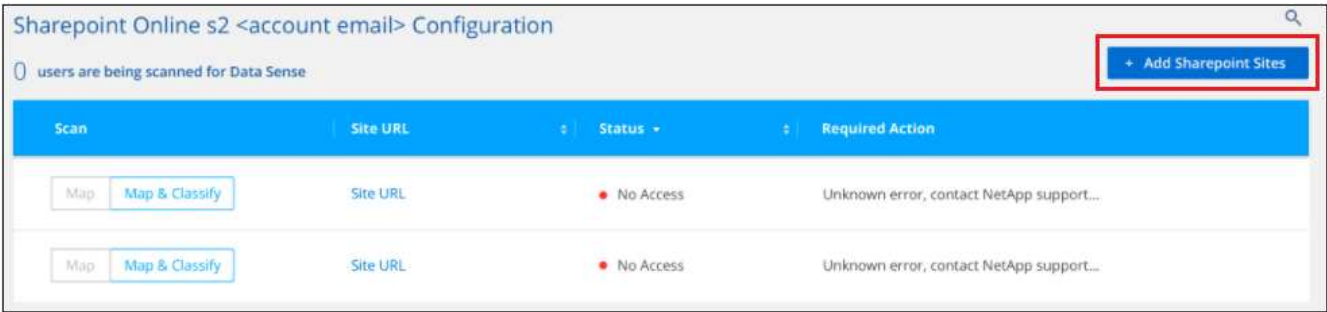 Sharepoint Online s2 <account email> Configuration
0 users are being scanned for Data Sense
+ Add Sharepoint Sites
Scan Site URL Status Required Action
Map Map & Classify Site URL No Access Unknown error, contact NetApp support...
Map Map & Classify Site URL No Access Unknown error, contact NetApp support...